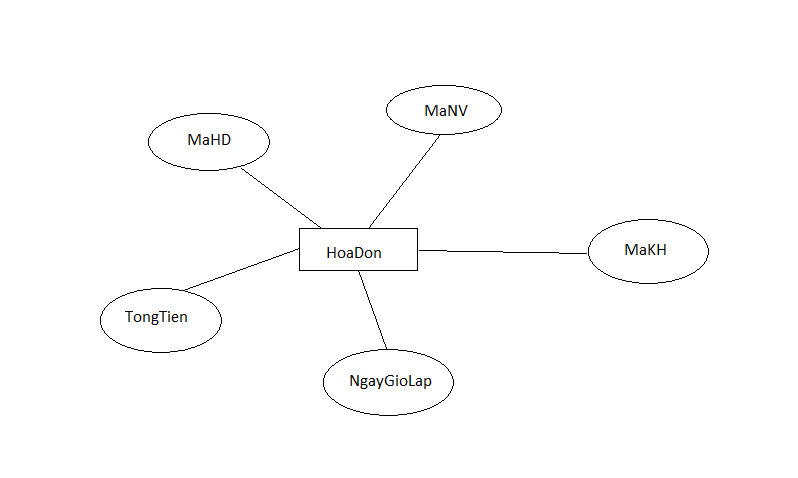 MaNV
MaHD
HoaDon
MaKH
TongTien
NgayGioLap